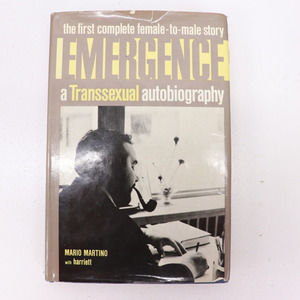 the first complete female-to-male story
EMERGENCE
a Transsexual autobiography
MARIO MARTINO
with harriett